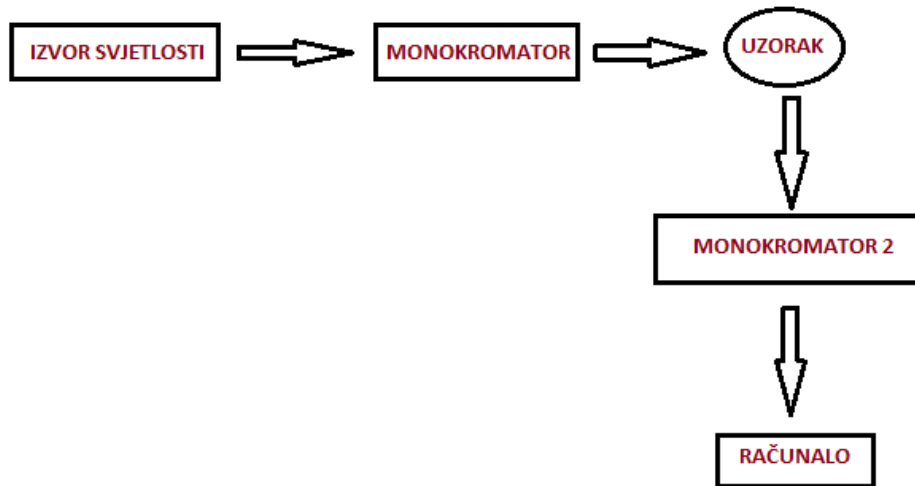 IZVOR SVJETLOSTI
MONOKROMATOR
UZORAK
MONOKROMATOR 2
RAČUNALO